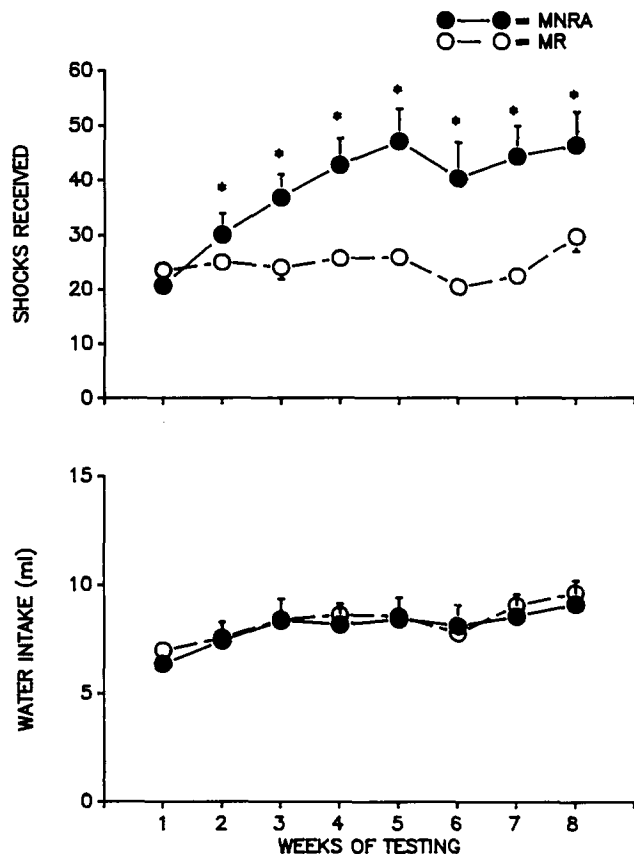 = MNRA
= MR
SHOCKS RECEIVED
60
50
40
30
20
10
0
* * * * * * *
WATER INTAKE (ml)
15
10
5
0
1 2 3 4 5 6 7 8
WEEKS OF TESTING